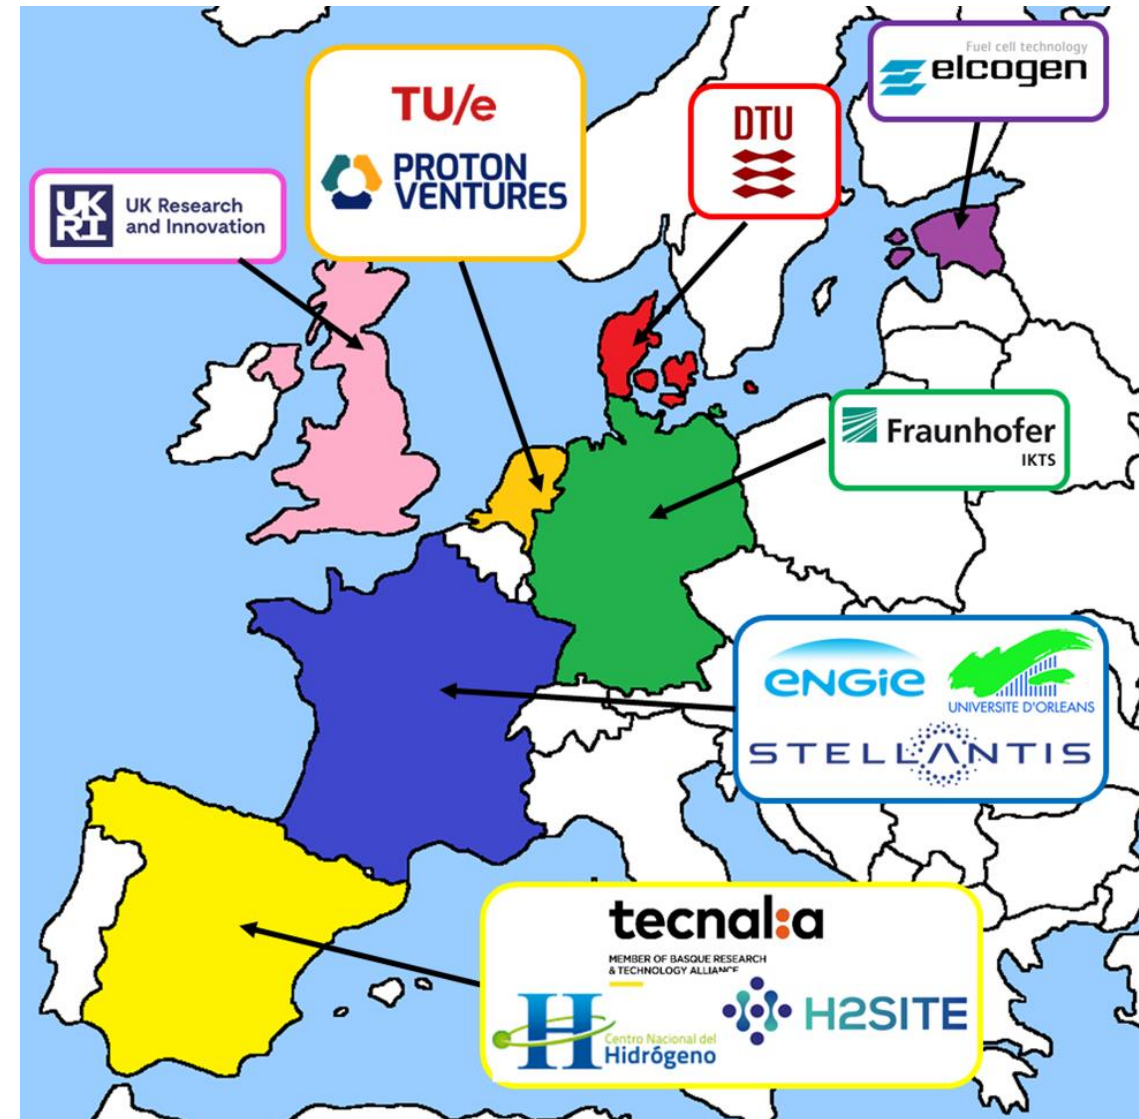 Fuel cell technology
elcogen
TU/e
PROTON
VENTURES
DTU
UK
RI
UK Research
and Innovation
Fraunhofer
IKTS
ENGIE
UNIVERSITE D'ORLEANS
STELLANTIS
tecnal:a
MEMBER OF BASQUE RESEARCH
& TECHNOLOGY ALLIANCE
H
Centro Nacional del
Hidrógeno
H2SITE